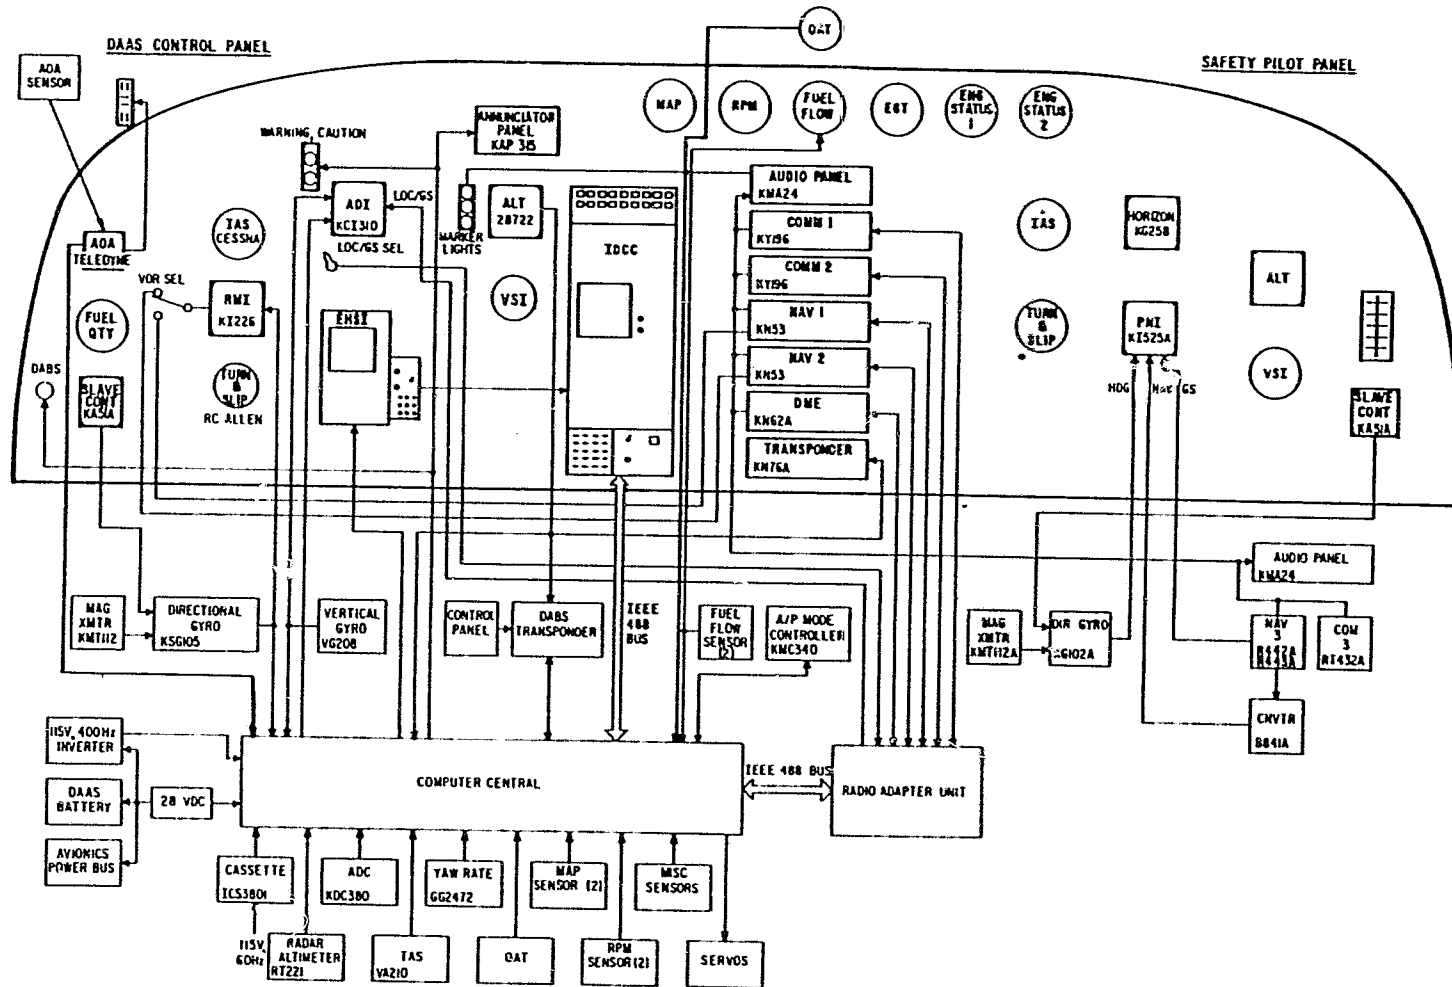 DAAS CONTROL PANEL
SAFETY PILOT PANEL
OAT
AOA
SENSOR
MAP
RPM
FUEL
FLOW
EGT
ENG
STATUS
1
ENG
STATUS
2
WARNING, CAUTION
ANNUNCIATOR
PANEL
KAP 315
ADI
KCI310
LOC/GS
LOC/GS SEL
MARKER
LIGHTS
ALT
28722
IDCC
AUDIO PANEL
KMA24
COMM 1
KY196
COMM 2
KY196
NAV 1
KN53
NAV 2
KN53
DME
KN62A
TRANSPONDER
KN76A
IAS
HORIZON
KG258
ALT
TURN
&
SLIP
PNI
KI525A
HDG
GS
VSI
SLAVE
CONT
KA51A
AOA
TELEDYNE
IAS
CESSNA
VOR SEL
RMI
KI226
FUEL
QTY
DABS
SLAVE
CONT
KA51A
TURN
&
SLIP
RC ALLEN
EHSI
VSI
MAG
XMTR
KMT112
DIRECTIONAL
GYRO
KSG105
VERTICAL
GYRO
VG208
CONTROL
PANEL
DABS
TRANSPONDER
IEEE
488
BUS
FUEL
FLOW
SENSOR
(2)
A/P MODE
CONTROLLER
KMC340
MAG
XMTR
KMT112A
DIR GYRO
KG102A
AUDIO PANEL
KMA24
NAV
3
R442A
R443A
COM
3
RT432A
CNVTR
B841A
115V, 400Hz
INVERTER
DAAS
BATTERY
28 VDC
AVIONICS
POWER BUS
COMPUTER CENTRAL
IEEE 488 BUS
RADIO ADAPTER UNIT
CASSETTE
ICS3801
ADC
KDC380
YAW RATE
GG2472
MAP
SENSOR (2)
MISC
SENSORS
115V,
60Hz
RADAR
ALTIMETER
RT221
TAS
VA210
OAT
RPM
SENSOR(2)
SERVOS